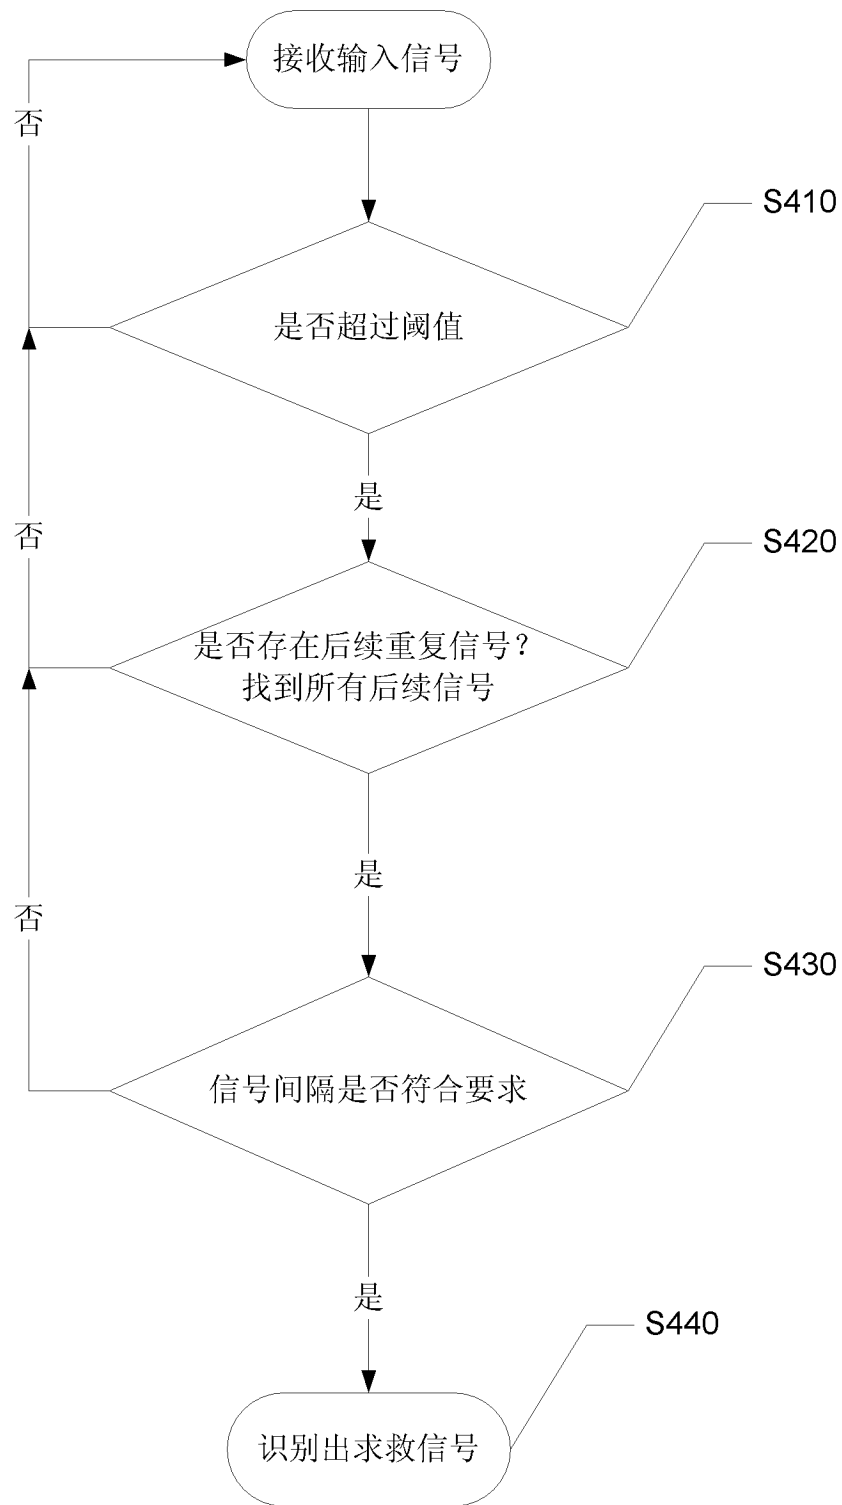 接收输入信号
否
S410
是否超过阈值
是
否
S420
是否存在后续重复信号？
找到所有后续信号
是
否
S430
信号间隔是否符合要求
是
S440
识别出求救信号